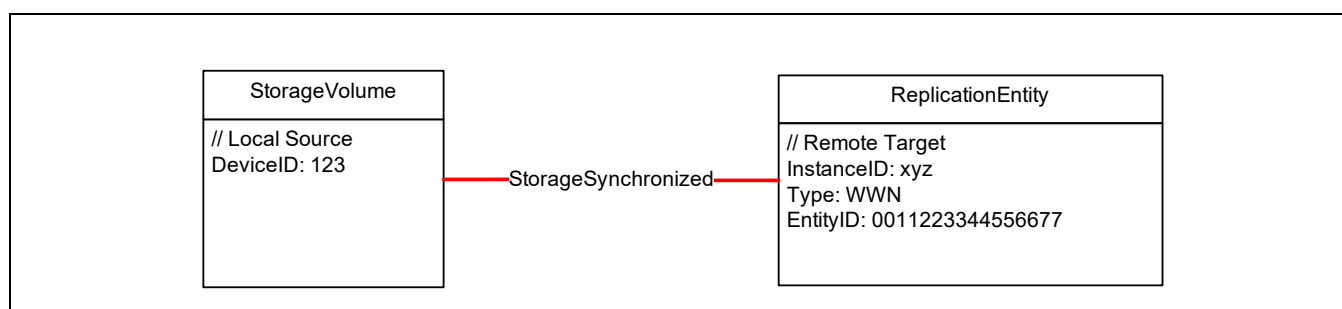 StorageVolume
// Local Source
DeviceID: 123
StorageSynchronized
ReplicationEntity
// Remote Target
InstanceID: xyz
Type: WWN
EntityID: 0011223344556677